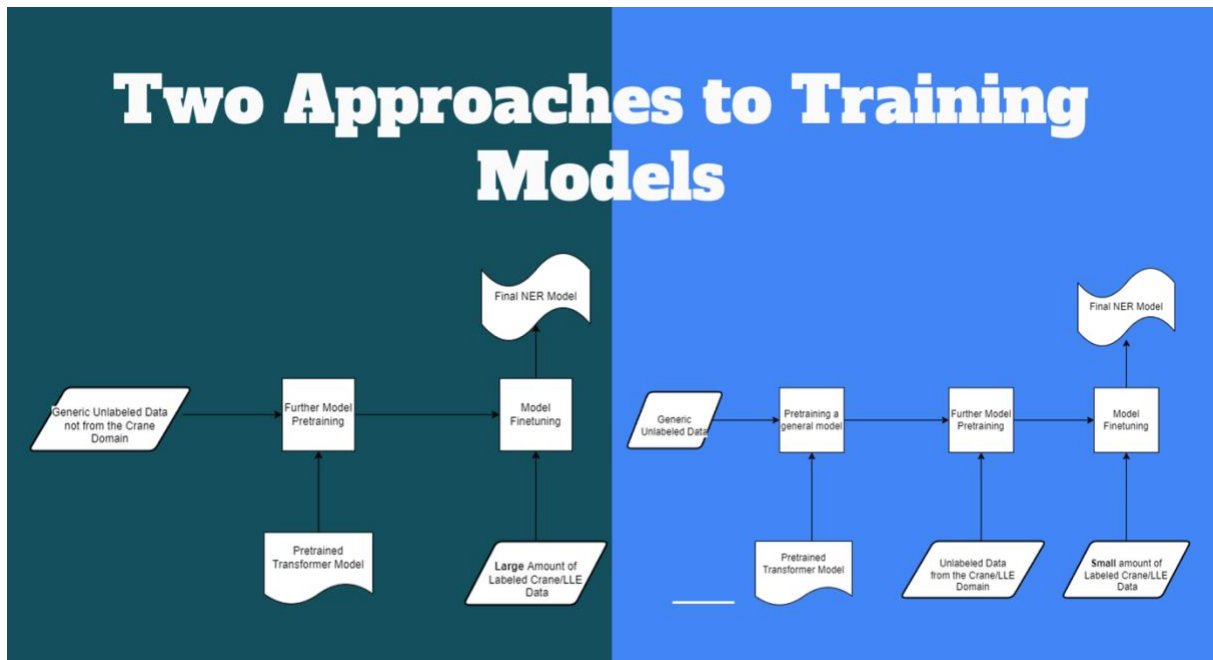 Two Approaches to Training
Models
Final NER Model
Generic Unlabeled Data
not from the Crane
Domain
Further Model
Pretraining
Model
Finetuning
Pretrained
Transformer Model
Large Amount of
Labeled Crane/LLE
Data
Final NER Model
Generic
Unlabeled Data
Pretraining a
general model
Further Model
Pretraining
Model
Finetuning
Pretrained
Transformer Model
Unlabeled Data
from the Crane/LLE
Domain
Small amount of
Labeled Crane/LLE
Data